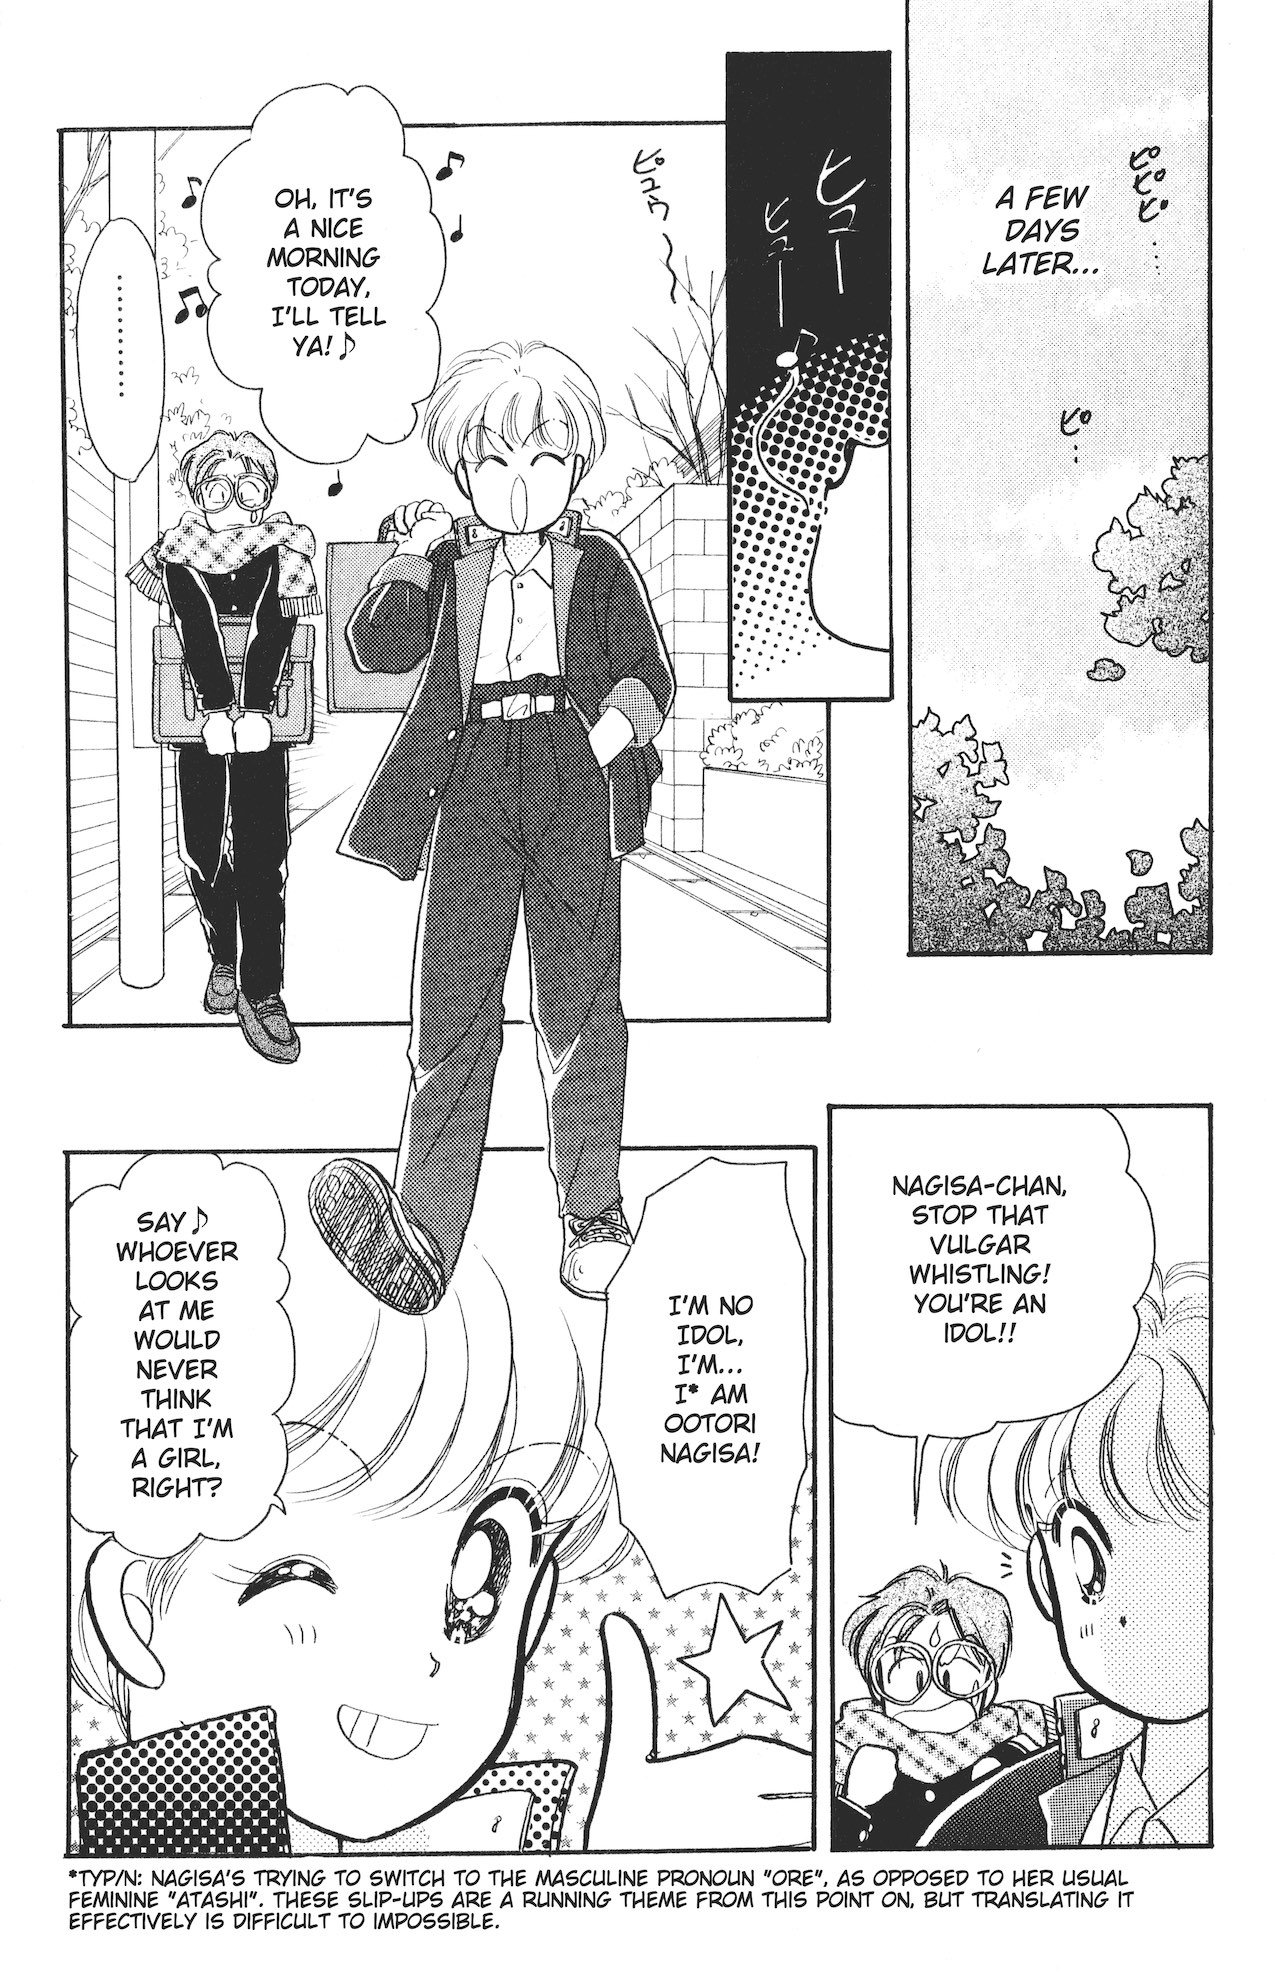 A FEW
DAYS
LATER...
ピピピ...
ピ...
ヒュー
ヒュー
ピュウ〜
OH, IT'S
A NICE
MORNING
TODAY,
I'LL TELL
YA!♪
..........
NAGISA-CHAN,
STOP THAT
VULGAR
WHISTLING!
YOU'RE AN
IDOL!!
I'M NO
IDOL,
I'M...
I* AM
OOTORI
NAGISA!
SAY♪
WHOEVER
LOOKS
AT ME
WOULD
NEVER
THINK
THAT I'M
A GIRL,
RIGHT?
*TYP/N: NAGISA'S TRYING TO SWITCH TO THE MASCULINE PRONOUN "ORE", AS OPPOSED TO HER USUAL
FEMININE "ATASHI". THESE SLIP-UPS ARE A RUNNING THEME FROM THIS POINT ON, BUT TRANSLATING IT
EFFECTIVELY IS DIFFICULT TO IMPOSSIBLE.